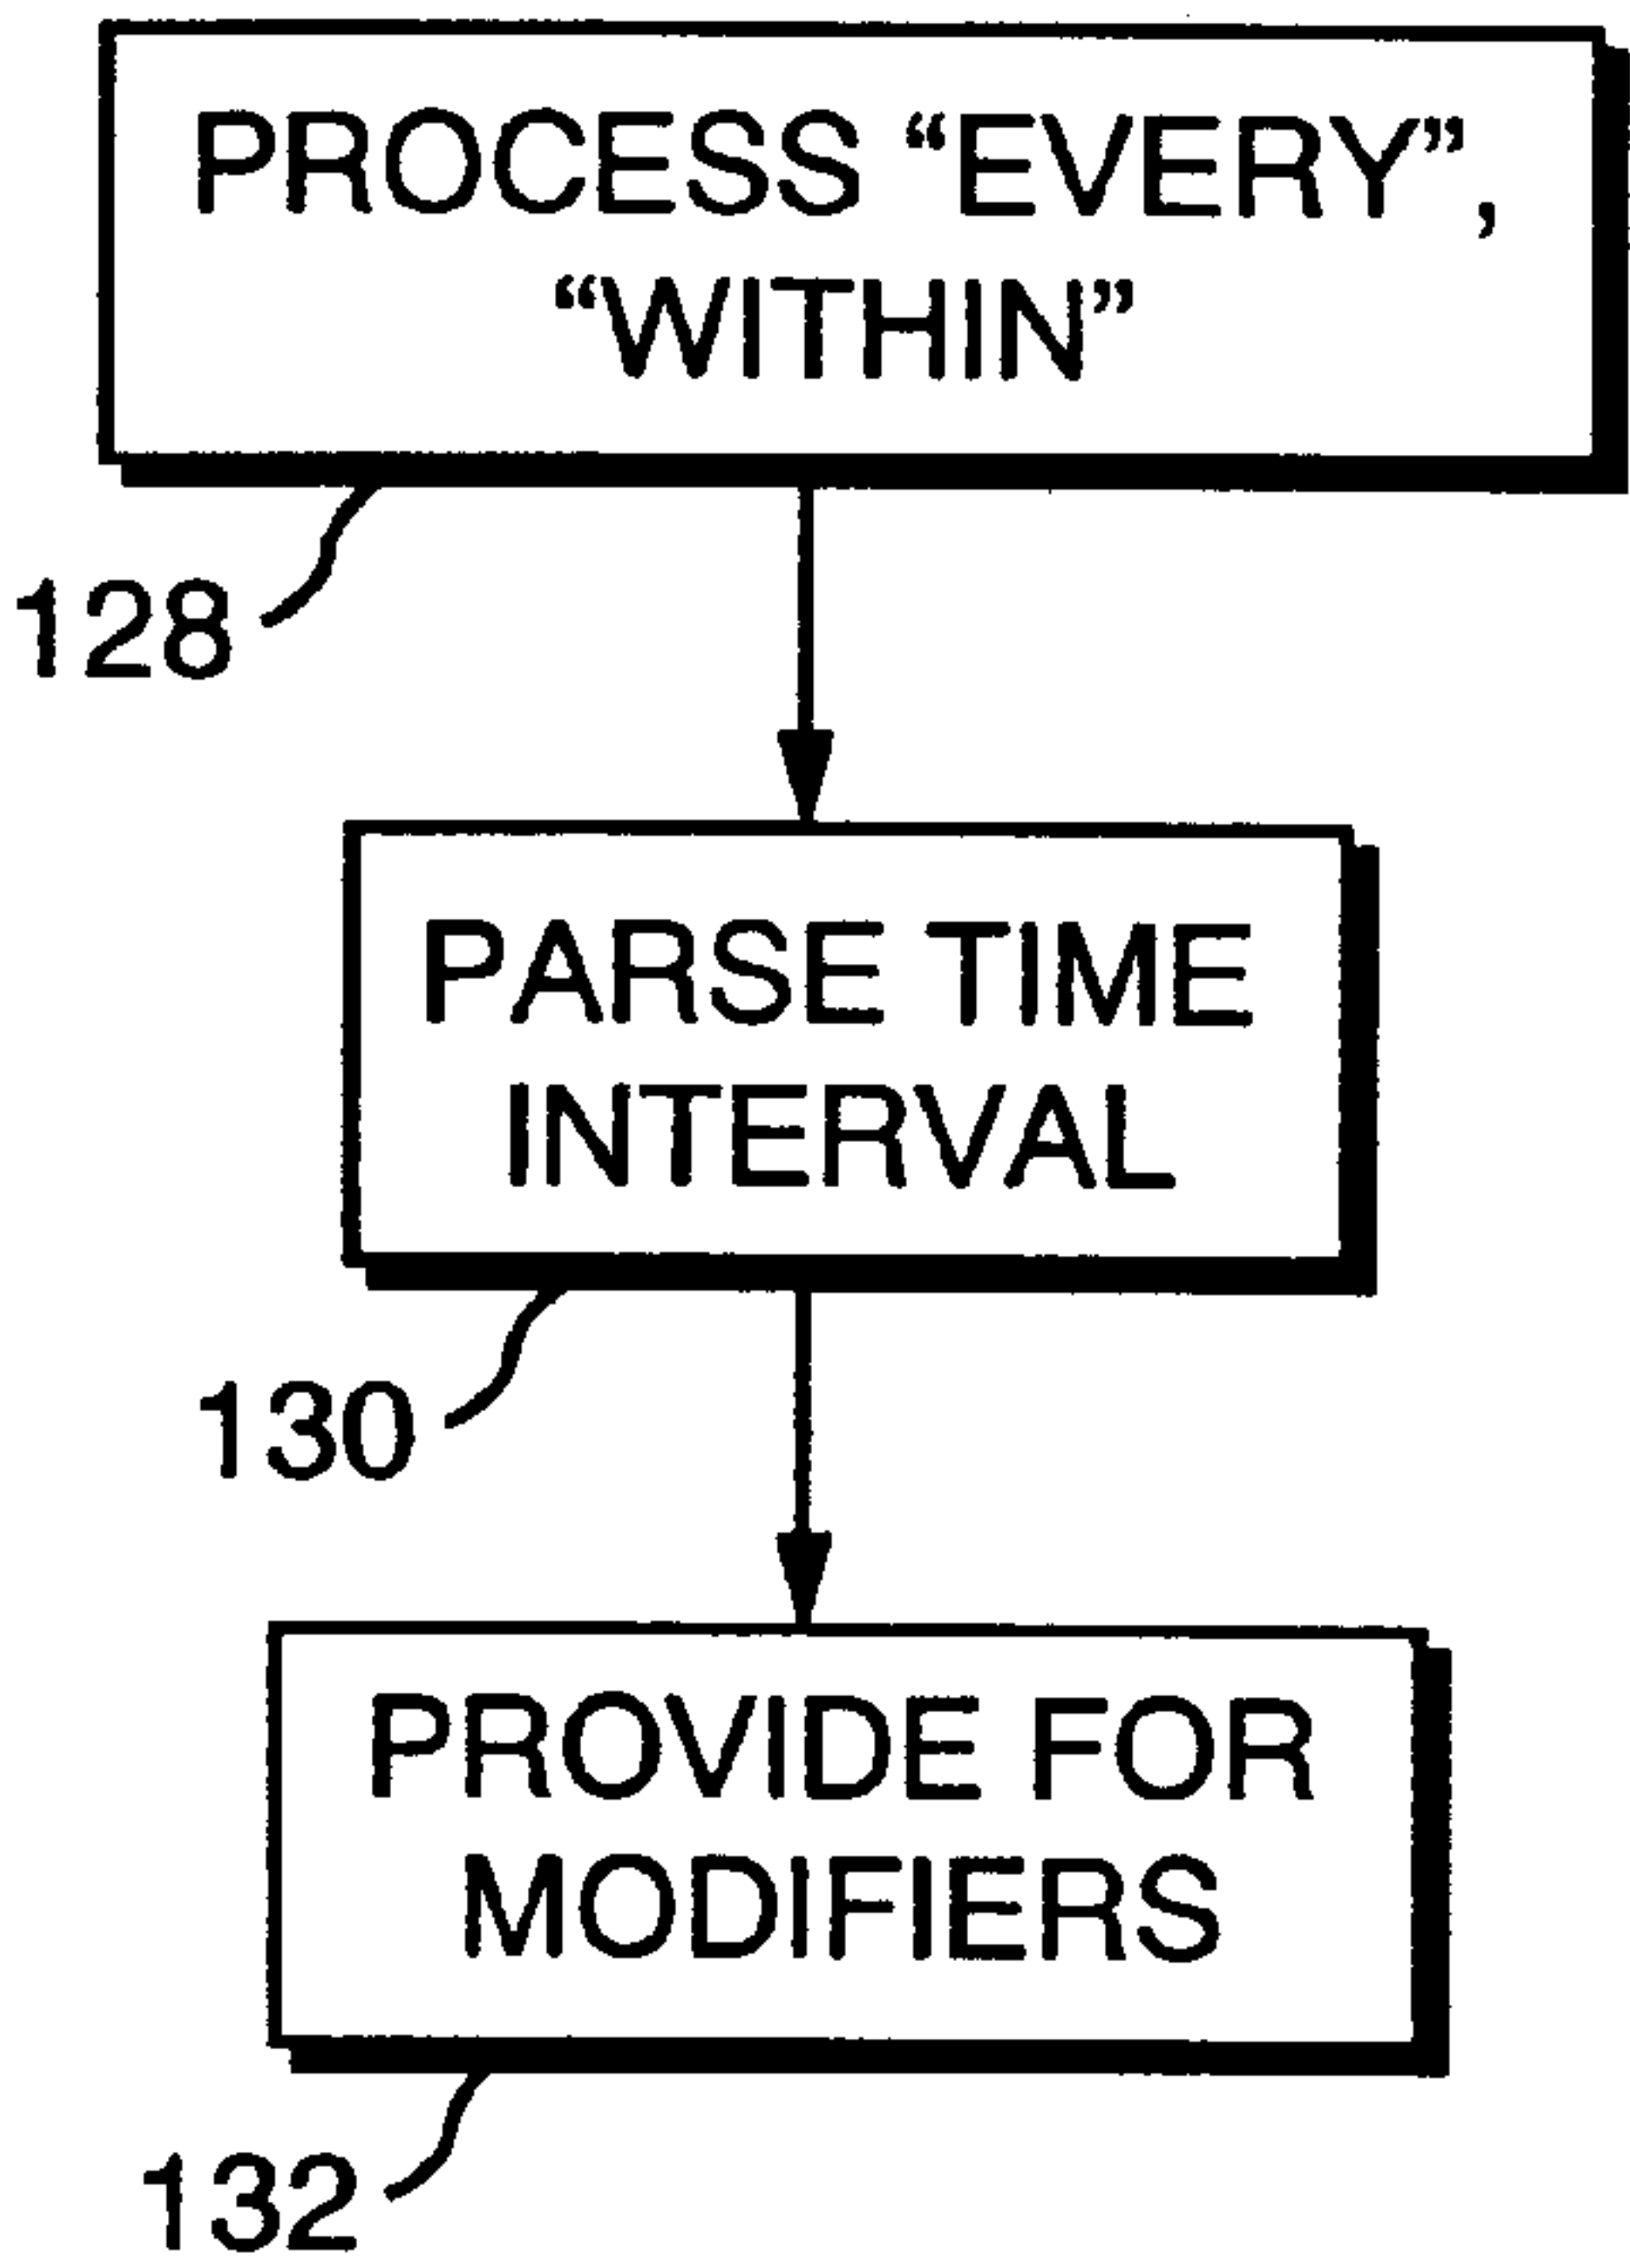 PROCESS “EVERY”,
“WITHIN”
128
PARSE TIME
INTERVAL
130
PROVIDE FOR
MODIFIERS
132